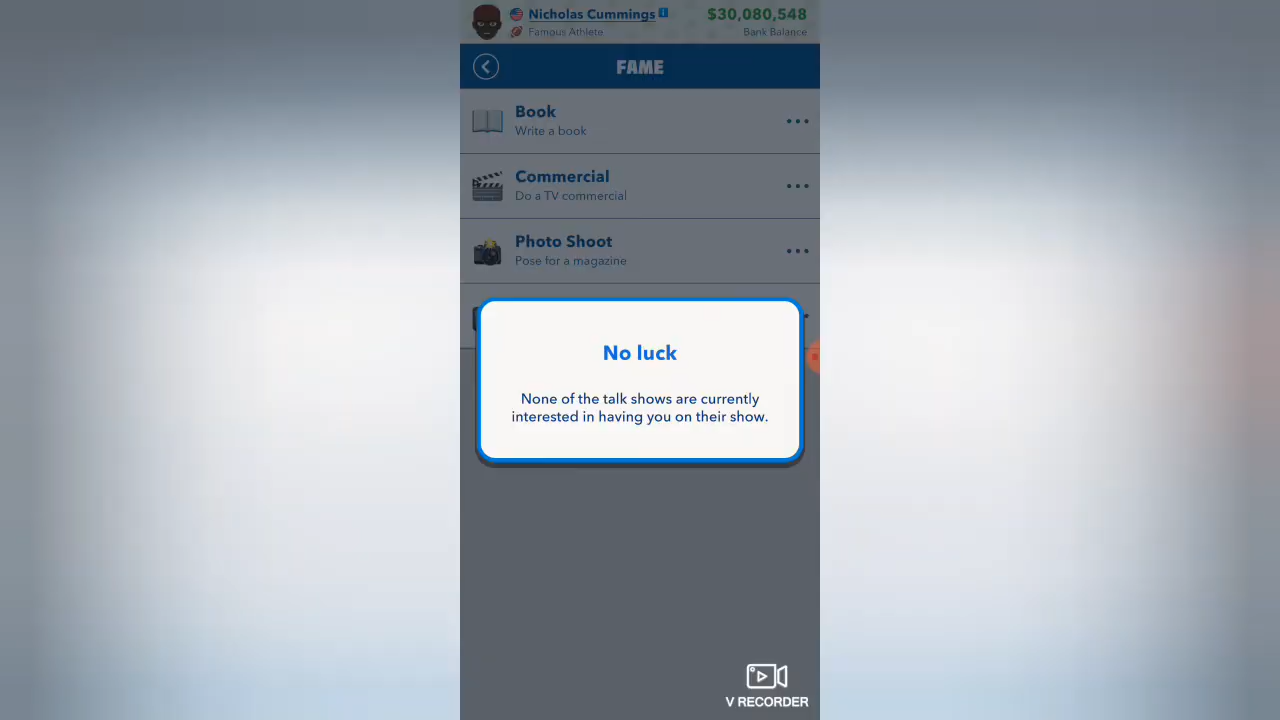 Nicholas Cummings
$30,080,548
Famous Athlete
Bank Balance
FAME
Book
Write a book
Commercial
Do a TV commercial
Photo Shoot
Pose for a magazine
No luck
None of the talk shows are currently
interested in having you on their show.
V RECORDER